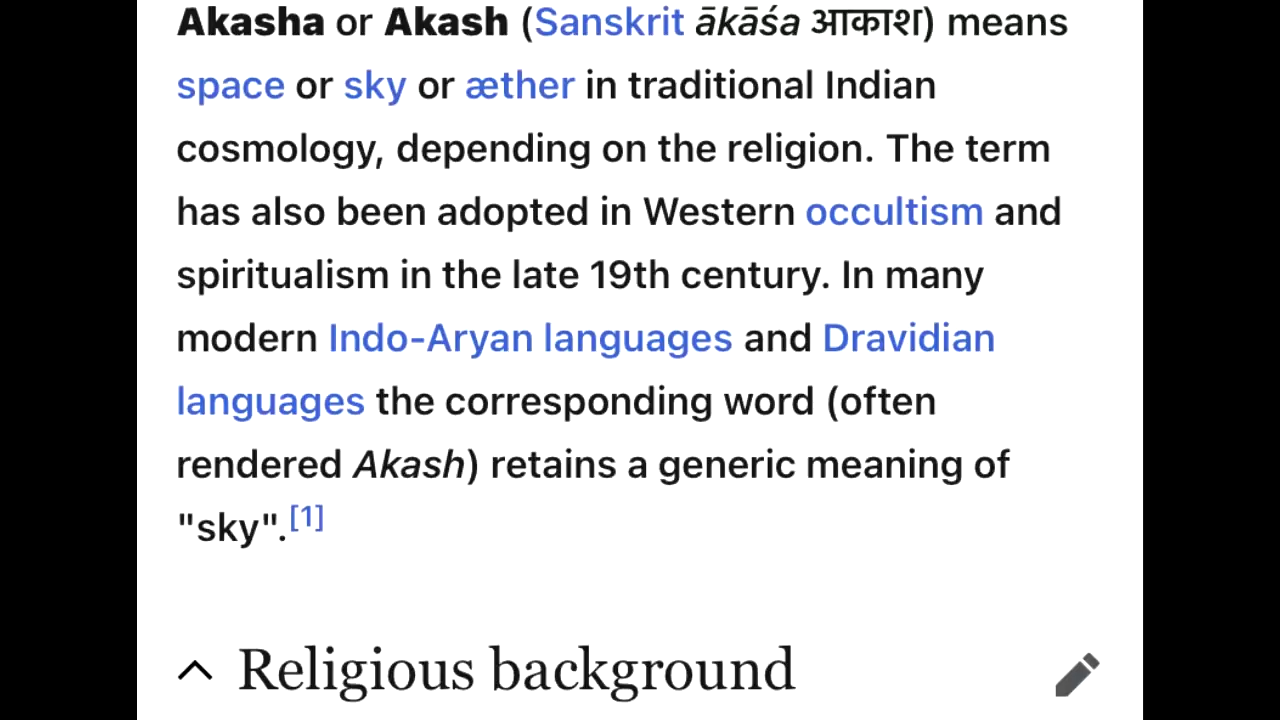 Akasha or Akash (Sanskrit ākāśa आकाश) means
space or sky or æther in traditional Indian
cosmology, depending on the religion. The term
has also been adopted in Western occultism and
spiritualism in the late 19th century. In many
modern Indo-Aryan languages and Dravidian
languages the corresponding word (often
rendered Akash) retains a generic meaning of
"sky".[1]
Religious background